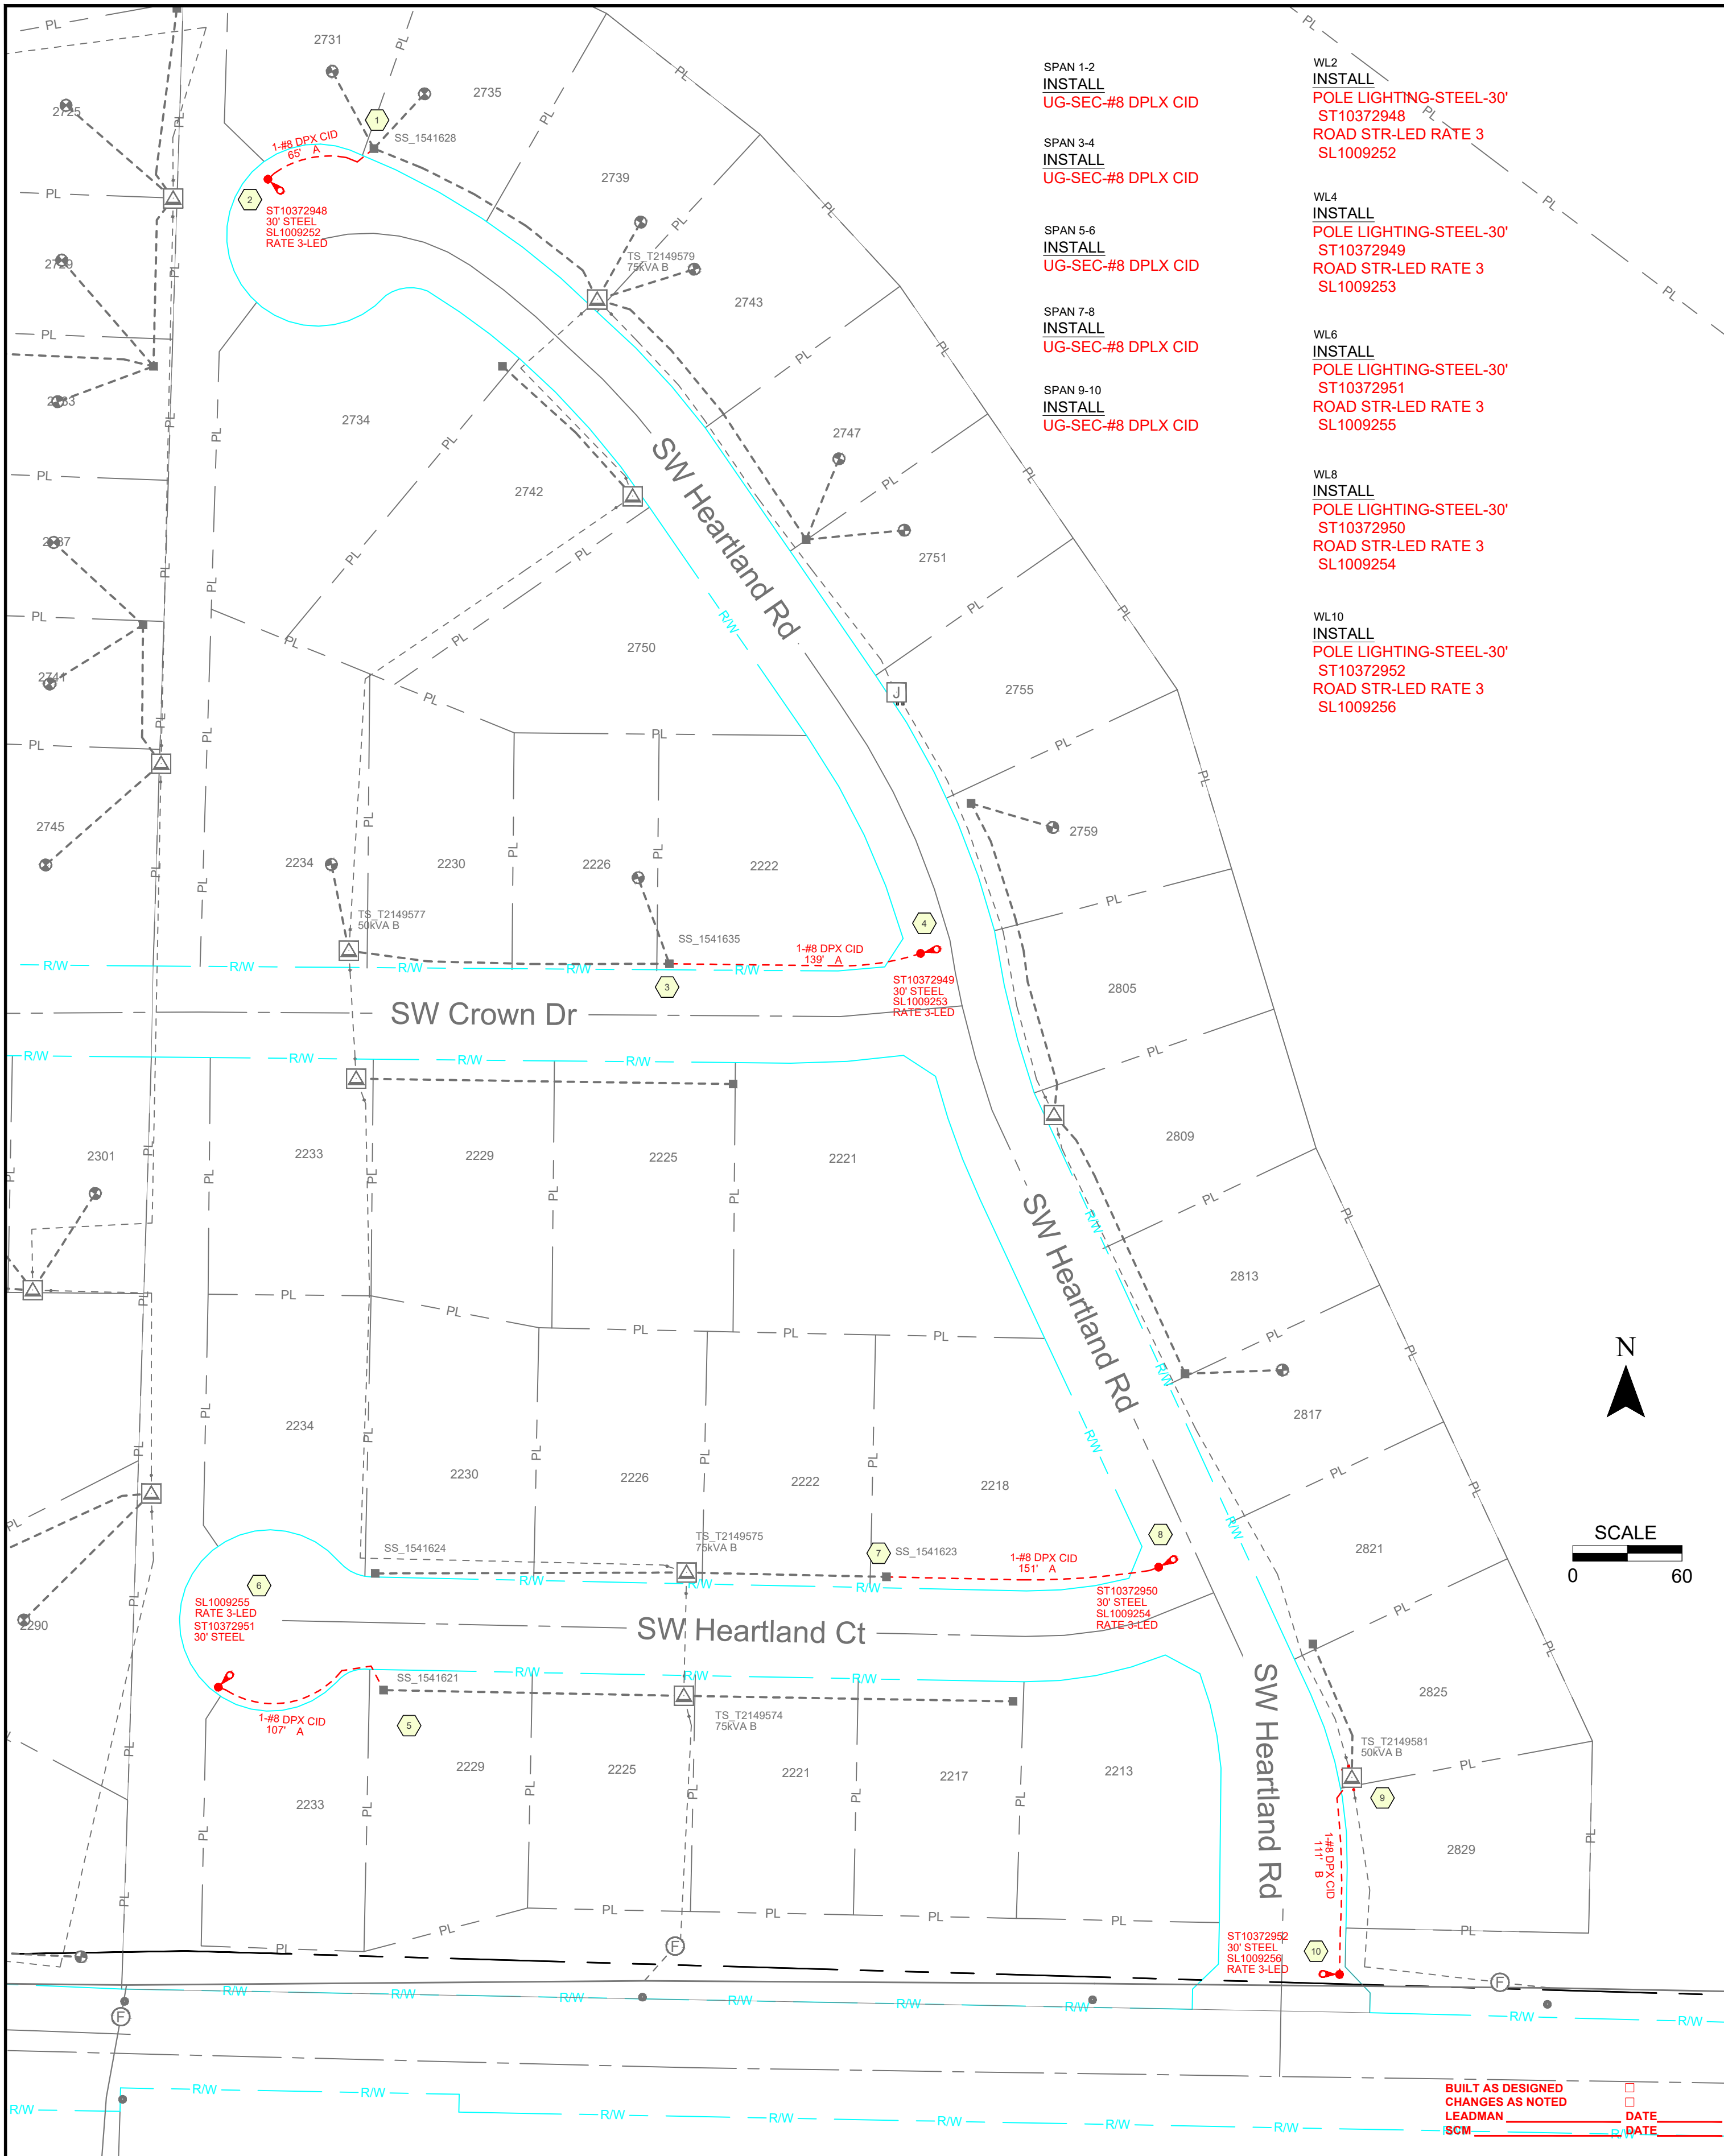 SPAN 1-2
INSTALL
UG-SEC-#8 DPLX CID
SPAN 3-4
INSTALL
UG-SEC-#8 DPLX CID
SPAN 5-6
INSTALL
UG-SEC-#8 DPLX CID
SPAN 7-8
INSTALL
UG-SEC-#8 DPLX CID
SPAN 9-10
INSTALL
UG-SEC-#8 DPLX CID
WL2
INSTALL
POLE LIGHTING-STEEL-30'
ST10372948
ROAD STR-LED RATE 3
SL1009252
WL4
INSTALL
POLE LIGHTING-STEEL-30'
ST10372949
ROAD STR-LED RATE 3
SL1009253
WL6
INSTALL
POLE LIGHTING-STEEL-30'
ST10372951
ROAD STR-LED RATE 3
SL1009255
WL8
INSTALL
POLE LIGHTING-STEEL-30'
ST10372950
ROAD STR-LED RATE 3
SL1009254
WL10
INSTALL
POLE LIGHTING-STEEL-30'
ST10372952
ROAD STR-LED RATE 3
SL1009256
2731
2735
2725
1
SS_1541628
1-#8 DPX CID
65' A
2
ST10372948
30' STEEL
SL1009252
RATE 3-LED
2739
TS_T2149579
75kVA B
2729
2743
2733
2734
2747
2742
2737
2751
SW Heartland Rd
R/W
2750
2741
2755
J
2745
2759
2234
2230
2226
2222
TS_T2149577
50kVA B
SS_1541635
1-#8 DPX CID
139' A
4
3
ST10372949
30' STEEL
SL1009253
RATE 3-LED
R/W R/W R/W R/W R/W
2805
SW Crown Dr
R/W R/W R/W R/W
2301
2233
2229
2225
2221
2809
SW Heartland Rd
R/W
2813
R/W
2817
2234
2230
2226
2222
2218
R/W
R/W
SS_1541624
TS_T2149575
75kVA B
7
SS_1541623
1-#8 DPX CID
151' A
8
2821
6
SL1009255
RATE 3-LED
ST10372951
30' STEEL
R/W R/W R/W
ST10372950
30' STEEL
SL1009254
RATE 3-LED
2290
SW Heartland Ct
R/W R/W R/W
SS_1541621
1-#8 DPX CID
107' A
5
TS_T2149574
75kVA B
SW Heartland Rd
2825
TS_T2149581
50kVA B
9
2233
2229
2225
2221
2217
2213
1-#8 DPX CID
111' B
2829
ST10372952
30' STEEL
SL1009256
RATE 3-LED
10
F
F
F
R/W R/W R/W R/W R/W R/W R/W R/W
R/W R/W R/W R/W R/W R/W R/W R/W R/W R/W R/W
PL
N
SCALE
0 60
BUILT AS DESIGNED
CHANGES AS NOTED
LEADMAN DATE
SCM DATE